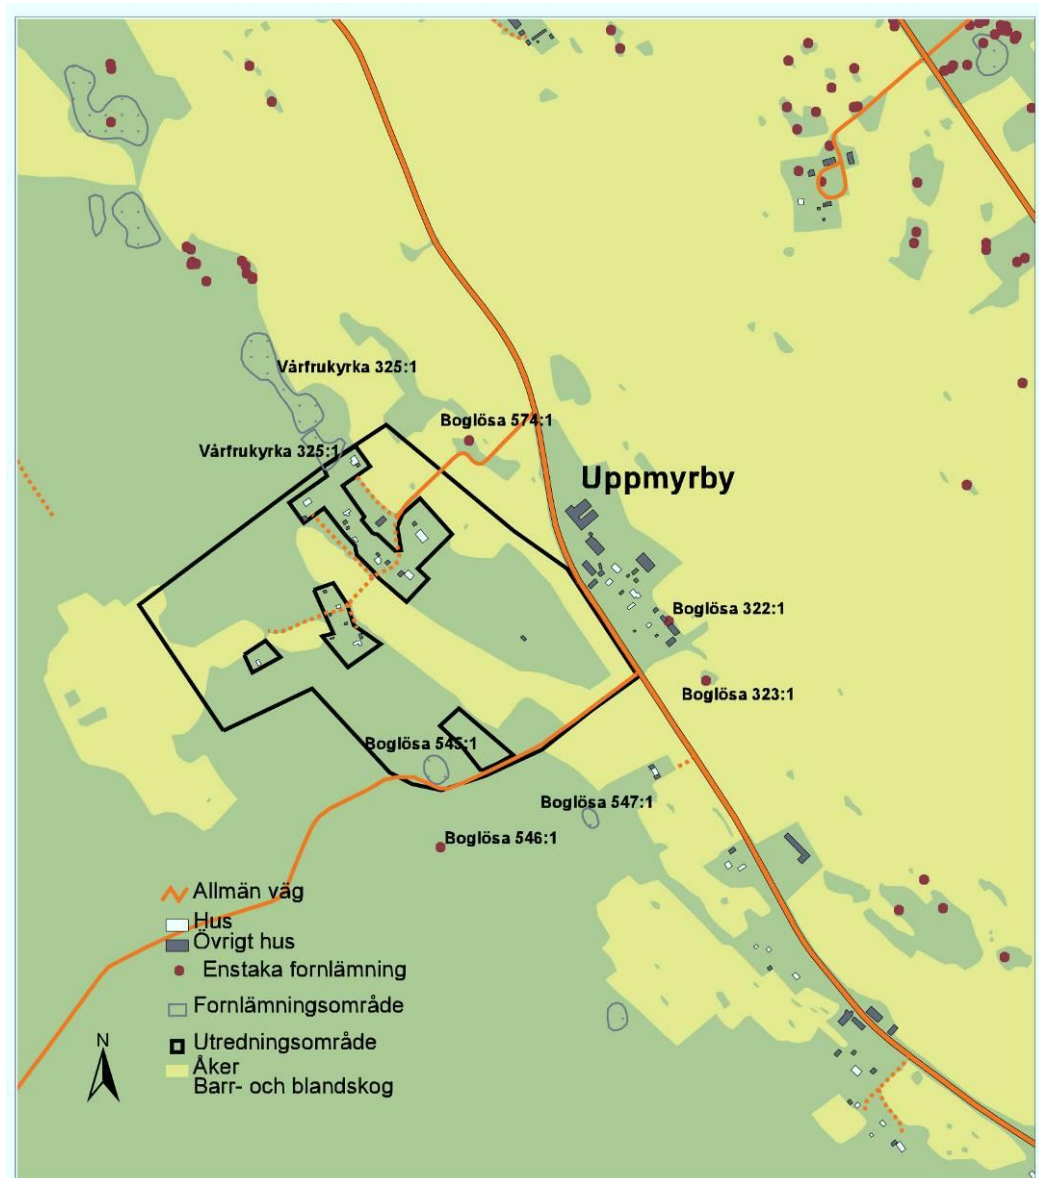 Vårfrukyrka 325:1
Boglösa 574:1
Vårfrukyrka 325:1
Uppmyrby
Boglösa 322:1
Boglösa 323:1
Boglösa 545:1
Boglösa 547:1
Boglösa 546:1
Allmän väg
Hus
Övrigt hus
Enstaka fornlämning
Fornlämningsområde
N
Utredningsområde
Åker
Barr- och blandskog